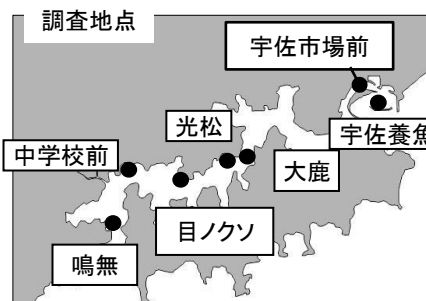 調査地点
宇佐市場前
光松
宇佐養魚
中学校前
大鹿
目ノクソ
鳴無